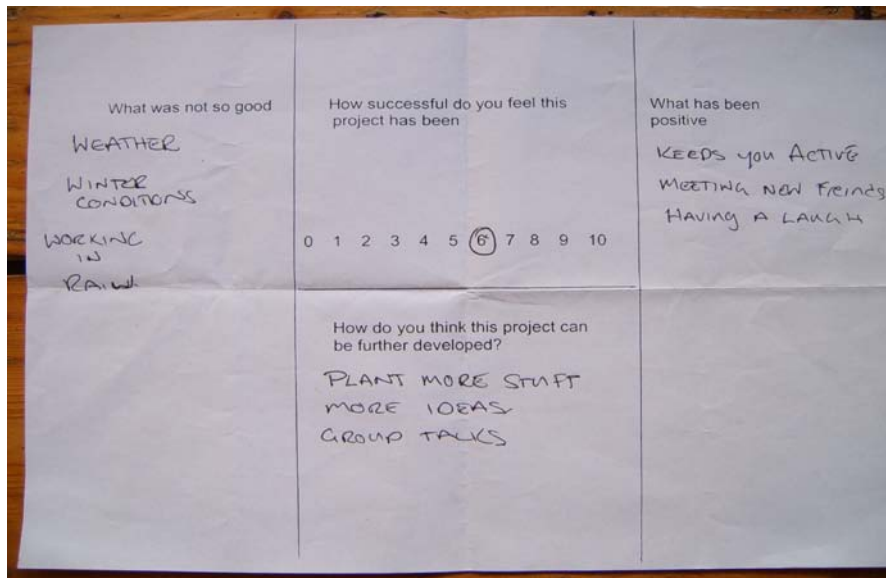 What was not so good
WEATHER
WINTER
CONDITIONS
WORKING
IN
RAIN
How successful do you feel this
project has been
0 1 2 3 4 5 6 7 8 9 10
How do you think this project can
be further developed?
PLANT MORE STUFF
MORE IDEAS
GROUP TALKS
What has been
positive
KEEPS you ACTIVE
MEETING NEW Freinds
HAVING A LAUGH